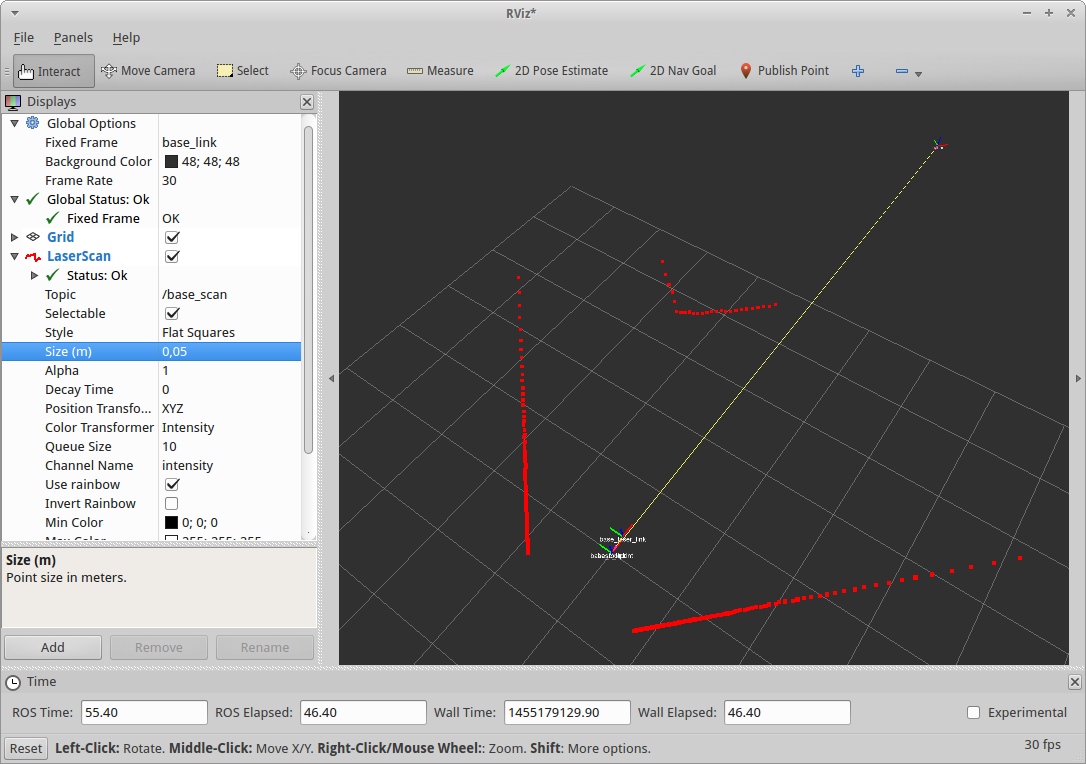 RViz*
File Panels Help
Interact Move Camera Select Focus Camera Measure 2D Pose Estimate 2D Nav Goal Publish Point
Displays
Global Options
Fixed Frame base_link
Background Color 48; 48; 48
Frame Rate 30
Global Status: Ok
Fixed Frame OK
Grid
LaserScan
Status: Ok
Topic /base_scan
Selectable
Style Flat Squares
Size (m) 0,05
Alpha 1
Decay Time 0
Position Transfo... XYZ
Color Transformer Intensity
Queue Size 10
Channel Name intensity
Use rainbow
Invert Rainbow
Min Color 0; 0; 0
Max Color 255; 255; 255
base_laser_link
Size (m)
Point size in meters.
Add Remove Rename
Time
ROS Time: 55.40 ROS Elapsed: 46.40 Wall Time: 1455179129.90 Wall Elapsed: 46.40 Experimental
Reset Left-Click: Rotate. Middle-Click: Move X/Y. Right-Click/Mouse Wheel:: Zoom. Shift: More options. 30 fps